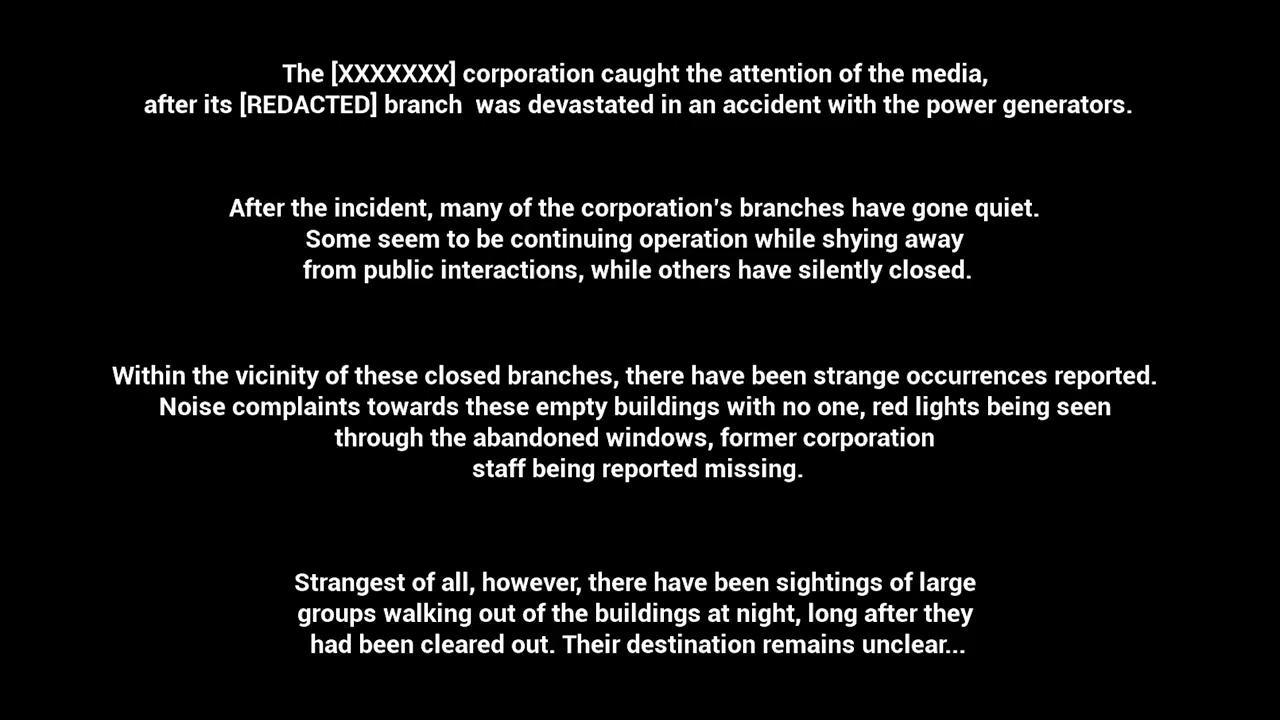 The [XXXXXXX] corporation caught the attention of the media,
after its [REDACTED] branch  was devastated in an accident with the power generators.
After the incident, many of the corporation's branches have gone quiet.
Some seem to be continuing operation while shying away
from public interactions, while others have silently closed.
Within the vicinity of these closed branches, there have been strange occurrences reported.
Noise complaints towards these empty buildings with no one, red lights being seen
through the abandoned windows, former corporation
staff being reported missing.
Strangest of all, however, there have been sightings of large
groups walking out of the buildings at night, long after they
had been cleared out. Their destination remains unclear...